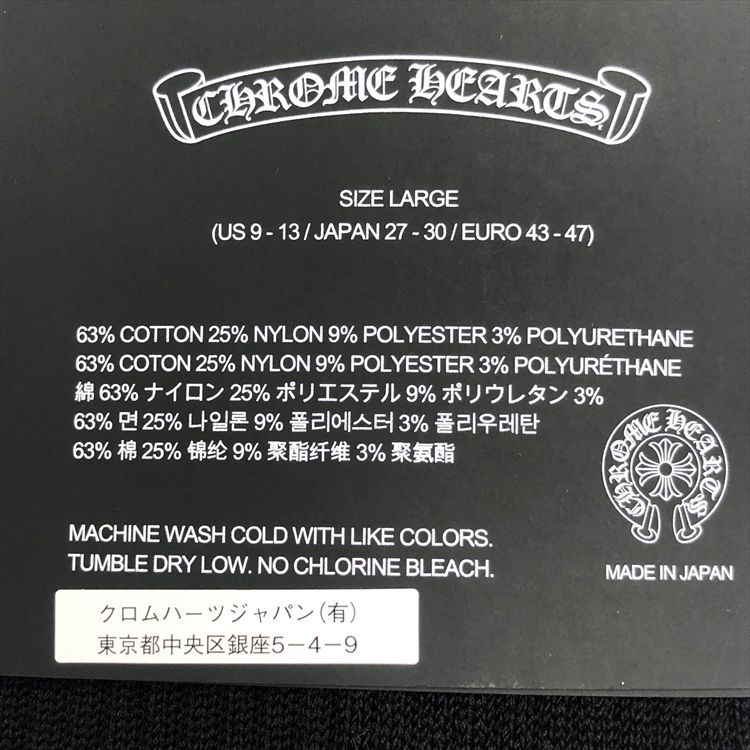 CHROME HEARTS
SIZE LARGE
(US 9 - 13 / JAPAN 27 - 30 / EURO 43 - 47)
63% COTTON 25% NYLON 9% POLYESTER 3% POLYURETHANE
63% COTON 25% NYLON 9% POLYESTER 3% POLYURÉTHANE
綿 63% ナイロン 25% ポリエステル 9% ポリウレタン 3%
63% 면 25% 나일론 9% 폴리에스터 3% 폴리우레탄
63% 棉 25% 锦纶 9% 聚酯纤维 3% 聚氨酯
CHROME HEARTS
MACHINE WASH COLD WITH LIKE COLORS.
TUMBLE DRY LOW. NO CHLORINE BLEACH.
MADE IN JAPAN
クロムハーツジャパン(有)
東京都中央区銀座5-4-9